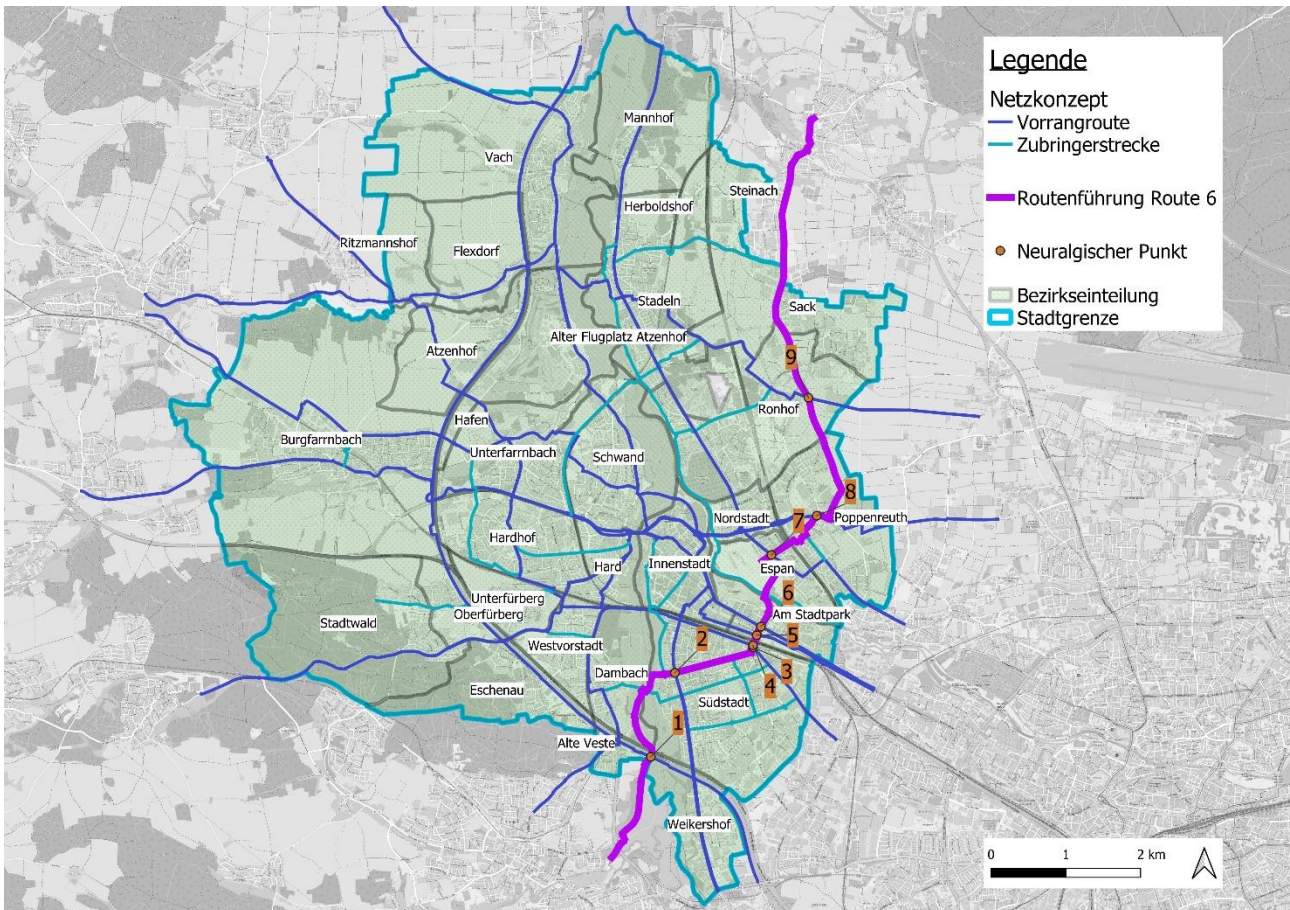 Legende
Netzkonzept
Vorrangroute
Zubringerstrecke
Routenführung Route 6
Neuralgischer Punkt
Bezirkseinteilung
Stadtgrenze
Mannhof
Vach
Steinach
Herboldshof
Ritzmannshof
Flexdorf
Stadeln
Sack
Alter Flugplatz Atzenhof
Atzenhof
9
Ronhof
Hafen
Burgfarrnbach
Unterfarrnbach
Schwand
8
Nordstadt
7
Poppenreuth
Hardhof
Innenstadt
Hard
Espan
6
Unterfürberg
Oberfürberg
Am Stadtpark
Stadtwald
5
2
Westvorstadt
3
Dambach
4
Eschenau
Südstadt
1
Alte Veste
Weikershof
0 1 2 km